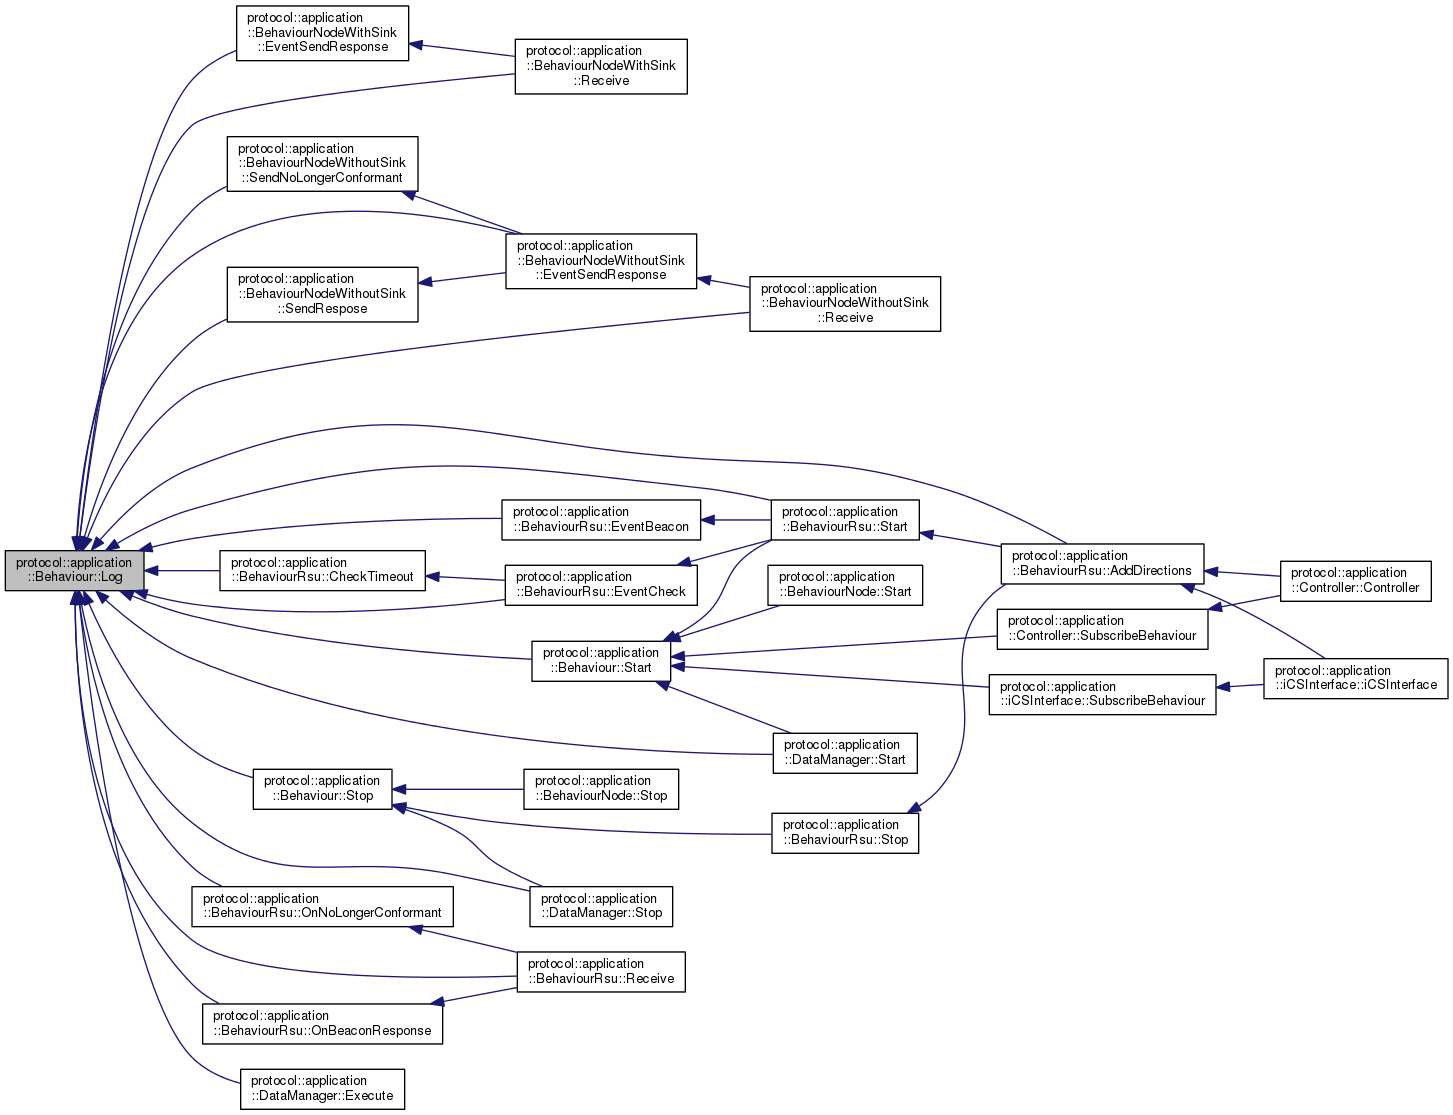 protocol::application
::BehaviourNodeWithSink
::EventSendResponse
protocol::application
::BehaviourNodeWithSink
::Receive
protocol::application
::BehaviourNodeWithoutSink
::SendNoLongerConformant
protocol::application
::BehaviourNodeWithoutSink
::EventSendResponse
protocol::application
::BehaviourNodeWithoutSink
::SendRespose
protocol::application
::BehaviourNodeWithoutSink
::Receive
protocol::application
::BehaviourRsu::EventBeacon
protocol::application
::BehaviourRsu::Start
protocol::application
::Behaviour::Log
protocol::application
::BehaviourRsu::CheckTimeout
protocol::application
::BehaviourRsu::EventCheck
protocol::application
::BehaviourNode::Start
protocol::application
::BehaviourRsu::AddDirections
protocol::application
::Controller::Controller
protocol::application
::Behaviour::Start
protocol::application
::Controller::SubscribeBehaviour
protocol::application
::iCSInterface::SubscribeBehaviour
protocol::application
::iCSInterface::iCSInterface
protocol::application
::DataManager::Start
protocol::application
::Behaviour::Stop
protocol::application
::BehaviourNode::Stop
protocol::application
::BehaviourRsu::Stop
protocol::application
::BehaviourRsu::OnNoLongerConformant
protocol::application
::DataManager::Stop
protocol::application
::BehaviourRsu::Receive
protocol::application
::BehaviourRsu::OnBeaconResponse
protocol::application
::DataManager::Execute